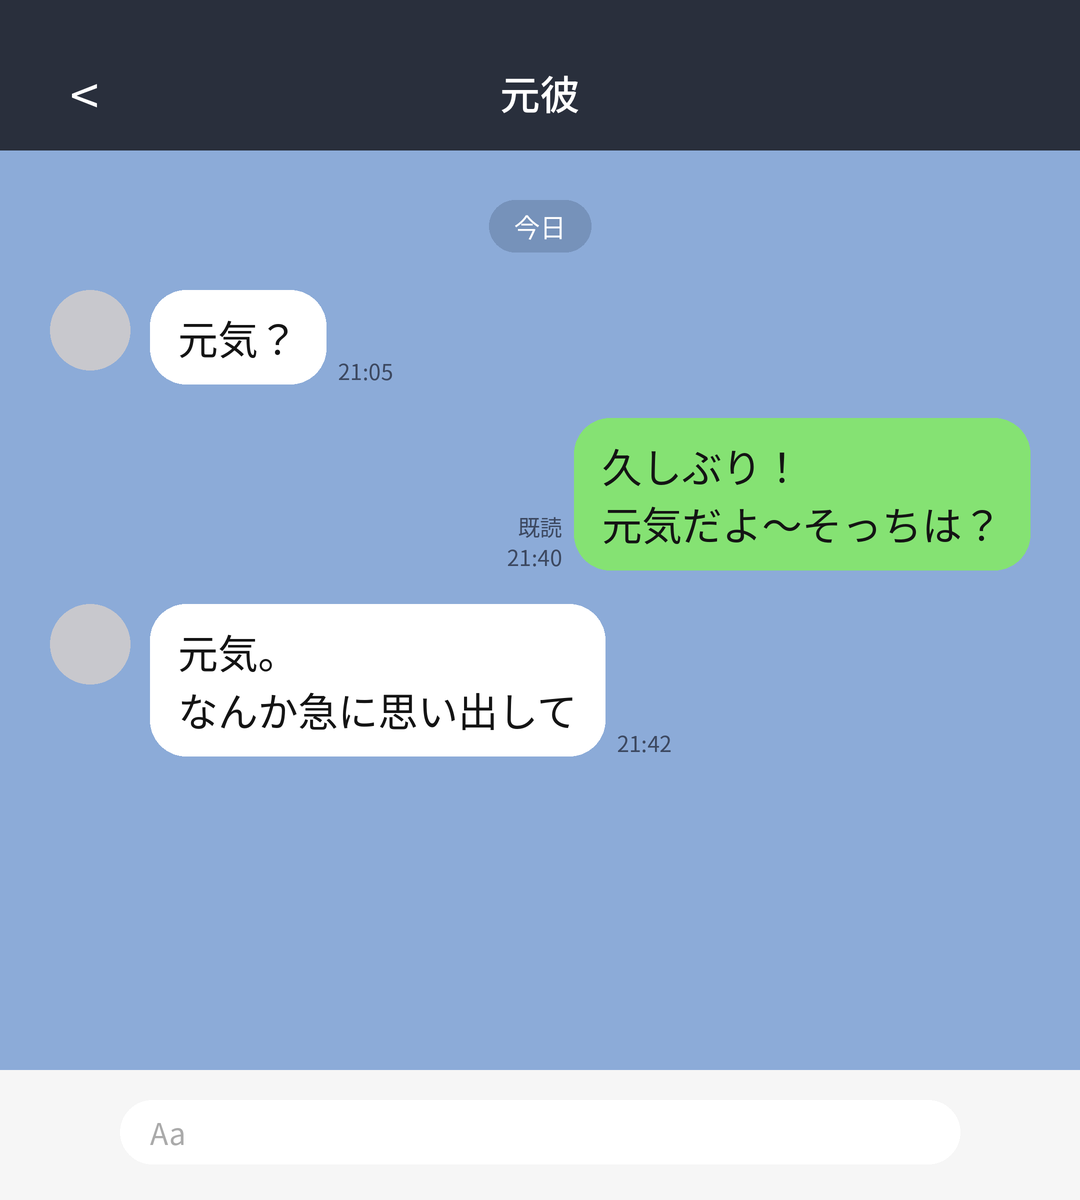 <
元彼
今日
元気？
21:05
久しぶり！
元気だよ〜そっちは？
既読
21:40
元気。
なんか急に思い出して
21:42
Aa